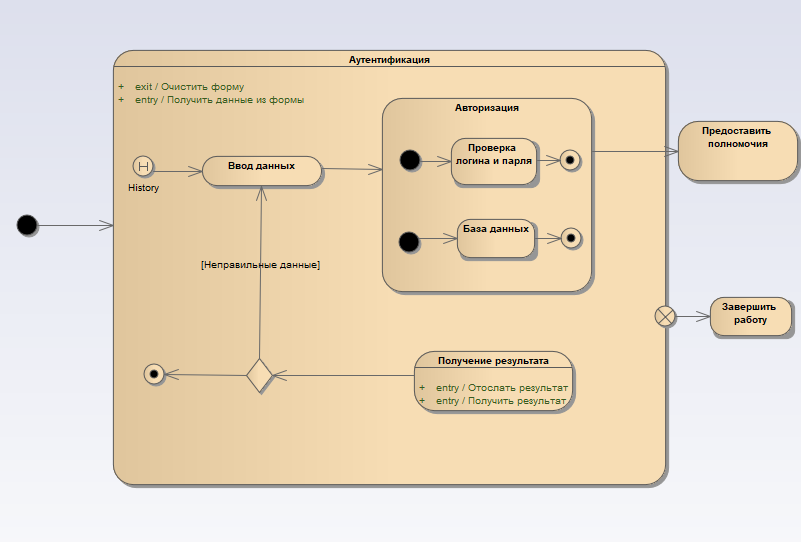 Аутентификация
+ exit / Очистить форму
+ entry / Получить данные из формы
Авторизация
Предоставить
полномочия
Проверка
логина и парля
H
Ввод данных
History
База данных
[Неправильные данные]
Завершить
работу
Получение результата
+ entry / Отослать результат
+ entry / Получить результат